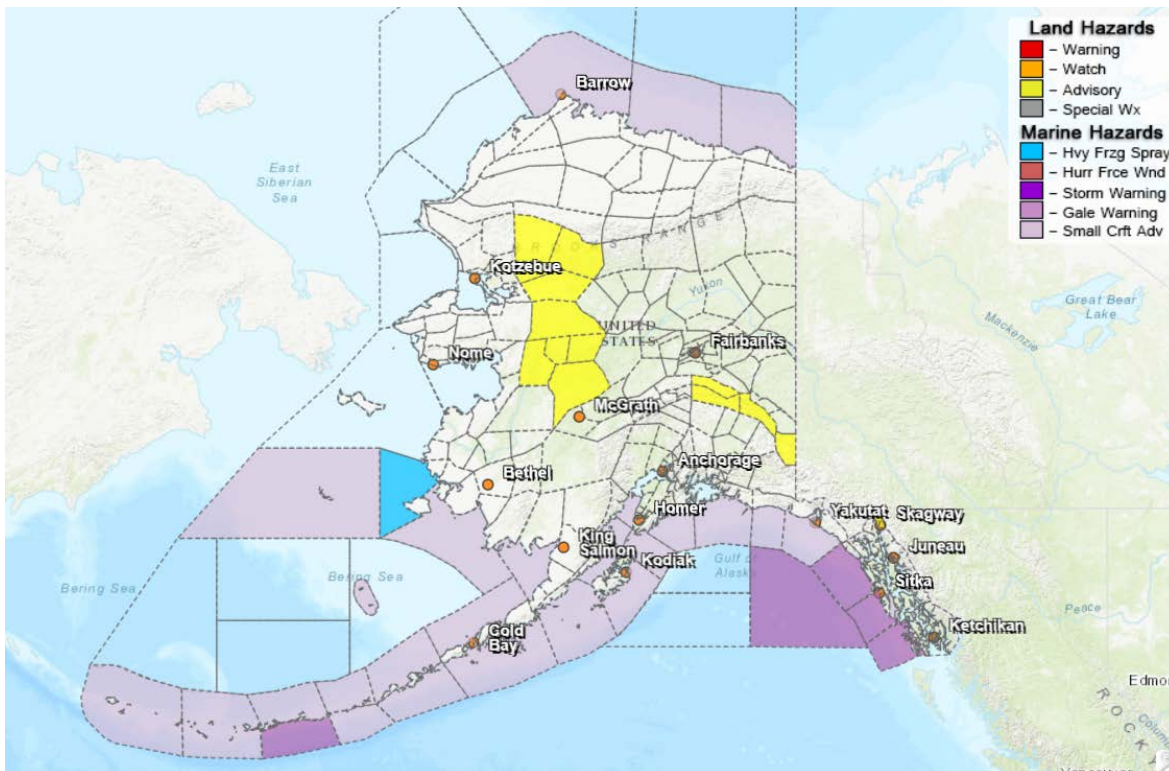 Land Hazards
– Warning
– Watch
– Advisory
– Special Wx
Marine Hazards
– Hvy Frzg Spray
– Hurr Frce Wnd
– Storm Warning
– Gale Warning
– Small Crft Adv
Barrow
East
Siberian
Sea
BROOKS RANGE
Kotzebue
Yukon
Great Bear
Lake
Mackenzie
UNITED
STATES
Fairbanks
Nome
McGrath
Anchorage
Bethel
Homer
Yakutat
Skagway
King
Salmon
Kodiak
Gulf of
Alaska
Juneau
Sitka
Bering Sea
Bering Sea
Peace
Ketchikan
Gold
Bay